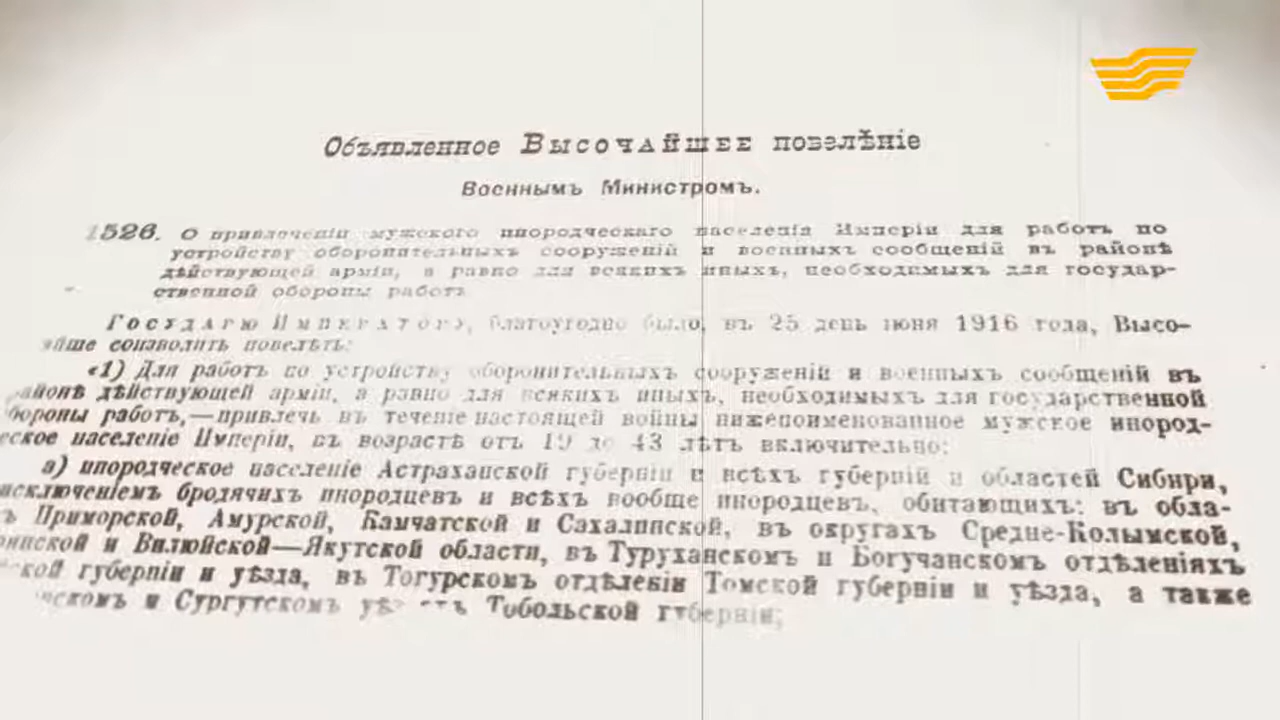 Объявленное Высочайшее повелѣніе
Военнымъ Министромъ.
1526. О привлеченіи мужского инородческаго населенія Имперіи для работъ по
устройству оборонительныхъ сооруженій и военныхъ сообщеній въ районѣ
дѣйствующей арміи, а равно для всякихъ иныхъ, необходимыхъ для государ-
ственной обороны работъ
Государю Императору, благоугодно было, въ 25 день іюня 1916 года, Высо-
чайше соизволить повелѣть:
«1) Для работъ по устройству оборонительныхъ сооруженій и военныхъ сообщеній въ
районѣ дѣйствующей арміи, а равно для всякихъ иныхъ, необходимыхъ для государственной
обороны работъ,—привлечь въ теченіе настоящей войны нижепоименованное мужское инород-
ческое населеніе Имперіи, въ возрастѣ отъ 19 до 43 лѣтъ включительно:
а) инородческое населеніе Астраханской губерніи и всѣхъ губерній и областей Сибири,
исключеніемъ бродячихъ инородцевъ и всѣхъ вообще инородцевъ, обитающихъ: въ обла-
Приморской, Амурской, Камчатской и Сахалинской, въ округахъ Средне-Колымской,
и Вилюйской—Якутской области, въ Туруханскомъ и Богучанскомъ отдѣленіяхъ
губерніи и уѣзда, въ Тогурскомъ отдѣленіи Томской губерніи и уѣзда, а также
и Сургутскомъ Тобольской губерніи;